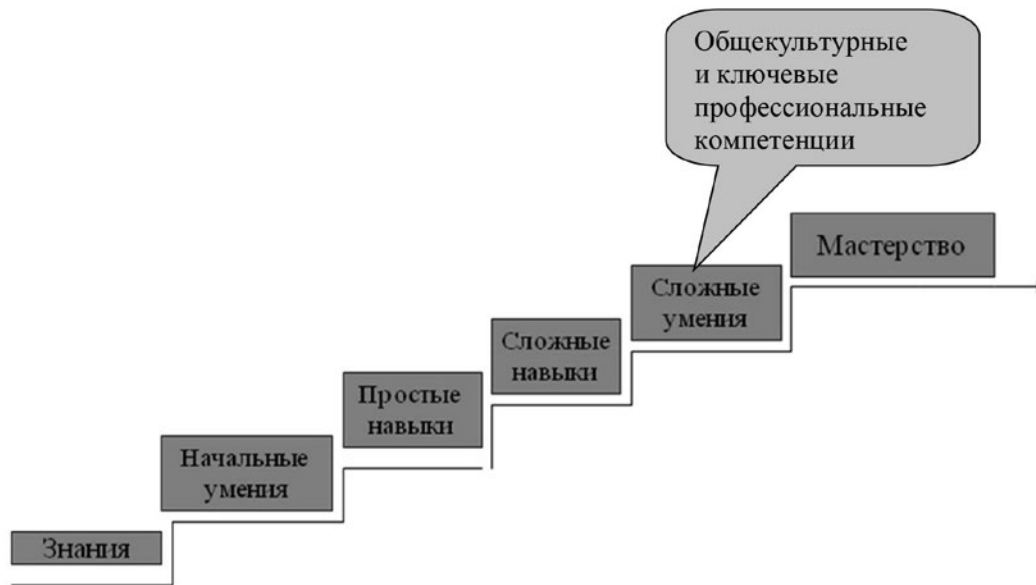 Общекультурные
и ключевые
профессиональные
компетенции
Мастерство
Сложные
умения
Сложные
навыки
Простые
навыки
Начальные
умения
Знания